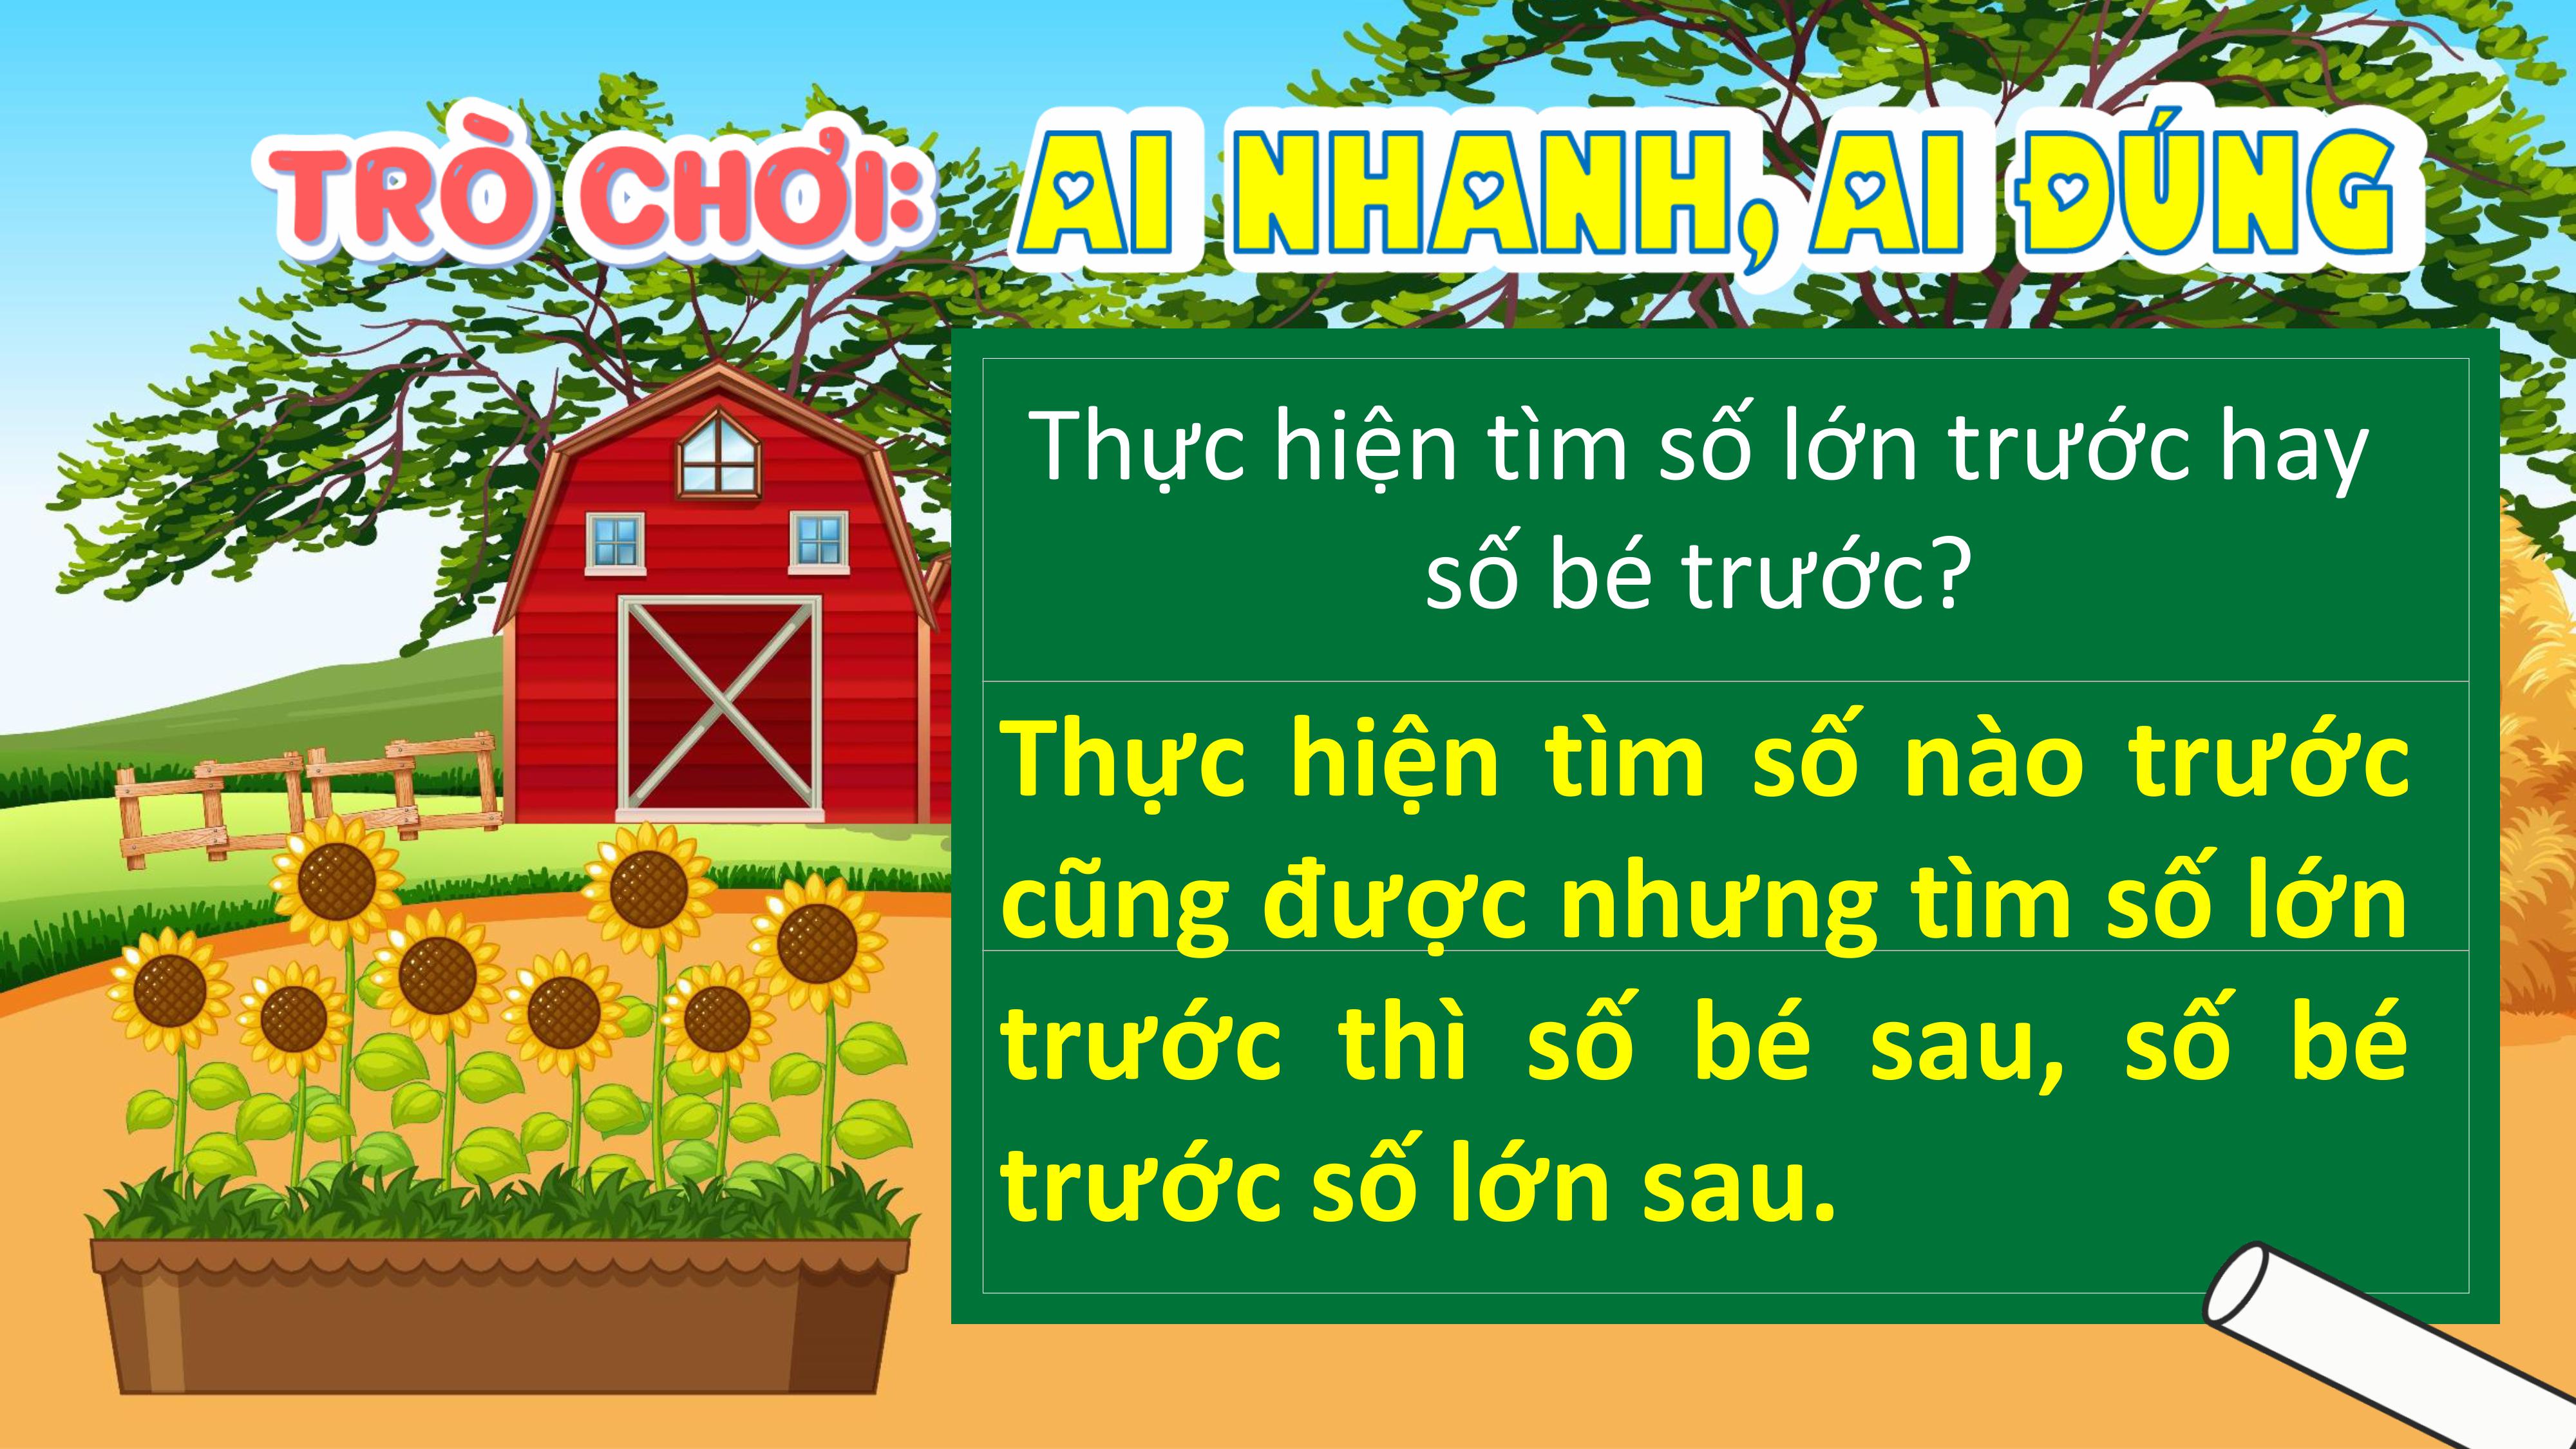 TRÒ CHƠI: AI NHANH, AI ĐÚNG
Thực hiện tìm số lớn trước hay
số bé trước?
Thực hiện tìm số nào trước
cũng được nhưng tìm số lớn
trước thì số bé sau, số bé
trước số lớn sau.